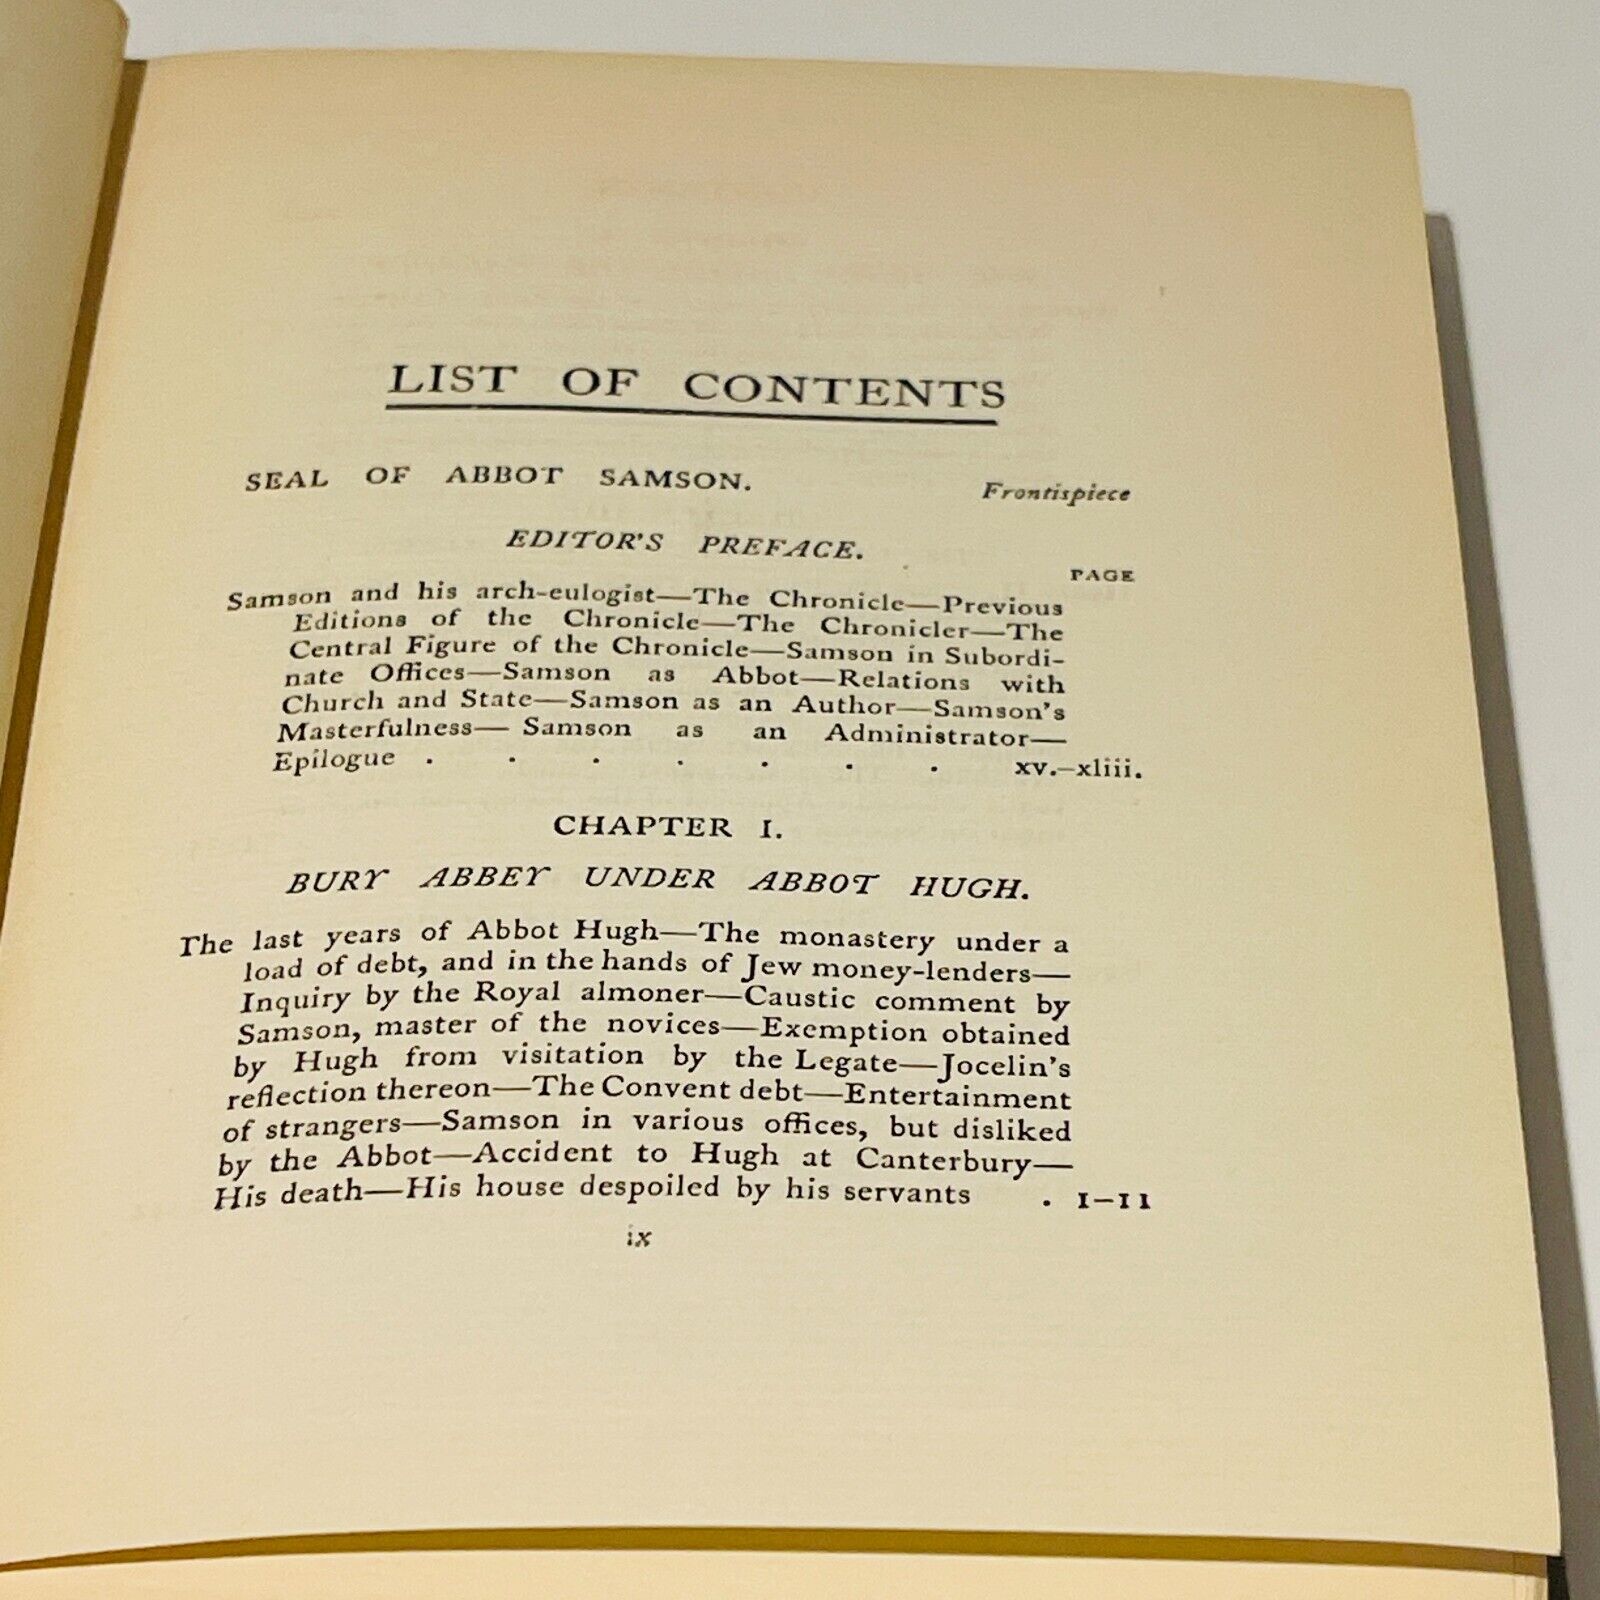 LIST OF CONTENTS
SEAL OF ABBOT SAMSON. Frontispiece
EDITOR'S PREFACE.
PAGE
Samson and his arch-eulogist—The Chronicle—Previous
Editions of the Chronicle—The Chronicler—The
Central Figure of the Chronicle—Samson in Subordi-
nate Offices—Samson as Abbot—Relations with
Church and State—Samson as an Author—Samson's
Masterfulness— Samson as an Administrator—
Epilogue . . . . . . . xv.-xliii.
CHAPTER I.
BURY ABBEY UNDER ABBOT HUGH.
The last years of Abbot Hugh—The monastery under a
load of debt, and in the hands of Jew money-lenders—
Inquiry by the Royal almoner—Caustic comment by
Samson, master of the novices—Exemption obtained
by Hugh from visitation by the Legate—Jocelin's
reflection thereon—The Convent debt—Entertainment
of strangers—Samson in various offices, but disliked
by the Abbot—Accident to Hugh at Canterbury—
His death—His house despoiled by his servants . 1-11
ix